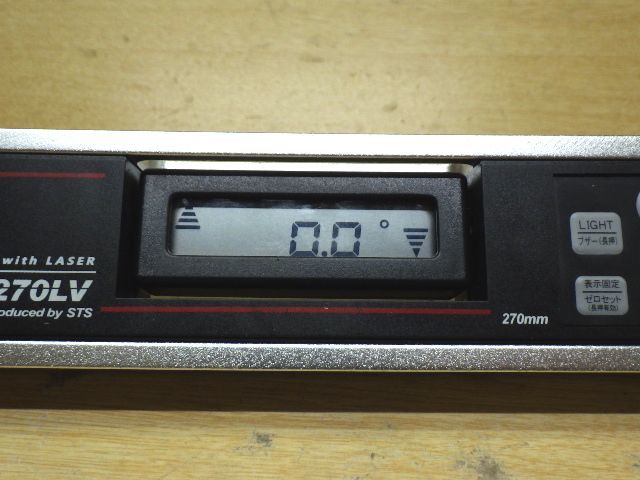 with LASER
270LV
oduced by STS
0.0°
270mm
LIGHT
ブザー(長押)
表示固定
ゼロセット
(長押有効)